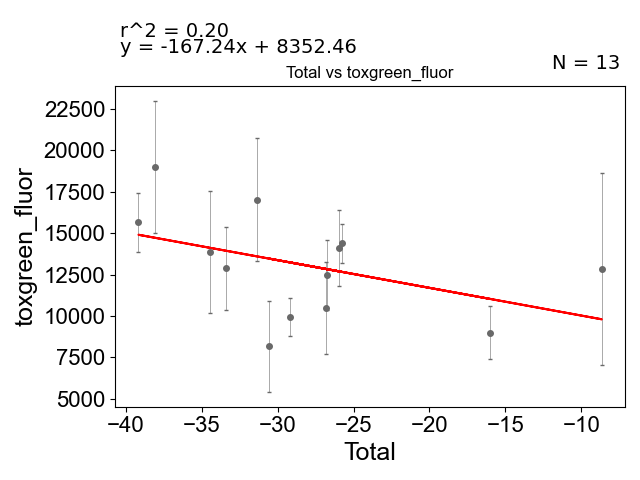 r^2 = 0.20
y = -167.24x + 8352.46
N = 13
Total vs toxgreen_fluor
22500
20000
17500
15000
12500
10000
7500
5000
toxgreen_fluor
−40 −35 −30 −25 −20 −15 −10
Total